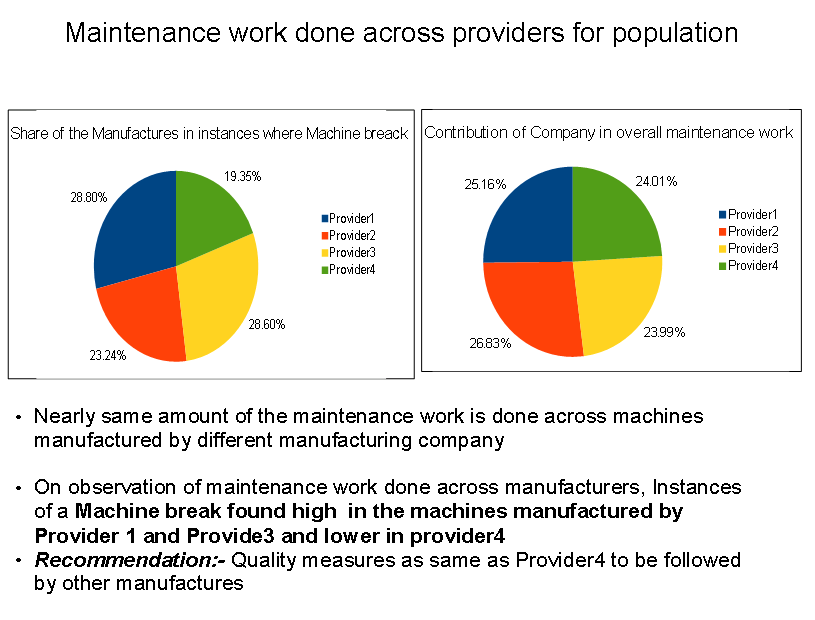 Maintenance work done across providers for population
Share of the Manufactures in instances where Machine breack
19.35%
28.80%
Provider1
Provider2
Provider3
Provider4
28.60%
23.24%
Contribution of Company in overall maintenance work
25.16%
24.01%
Provider1
Provider2
Provider3
Provider4
23.99%
26.83%
• Nearly same amount of the maintenance work is done across machines
manufactured by different manufacturing company
• On observation of maintenance work done across manufacturers, Instances
of a Machine break found high in the machines manufactured by
Provider 1 and Provide3 and lower in provider4
• Recommendation:- Quality measures as same as Provider4 to be followed
by other manufactures